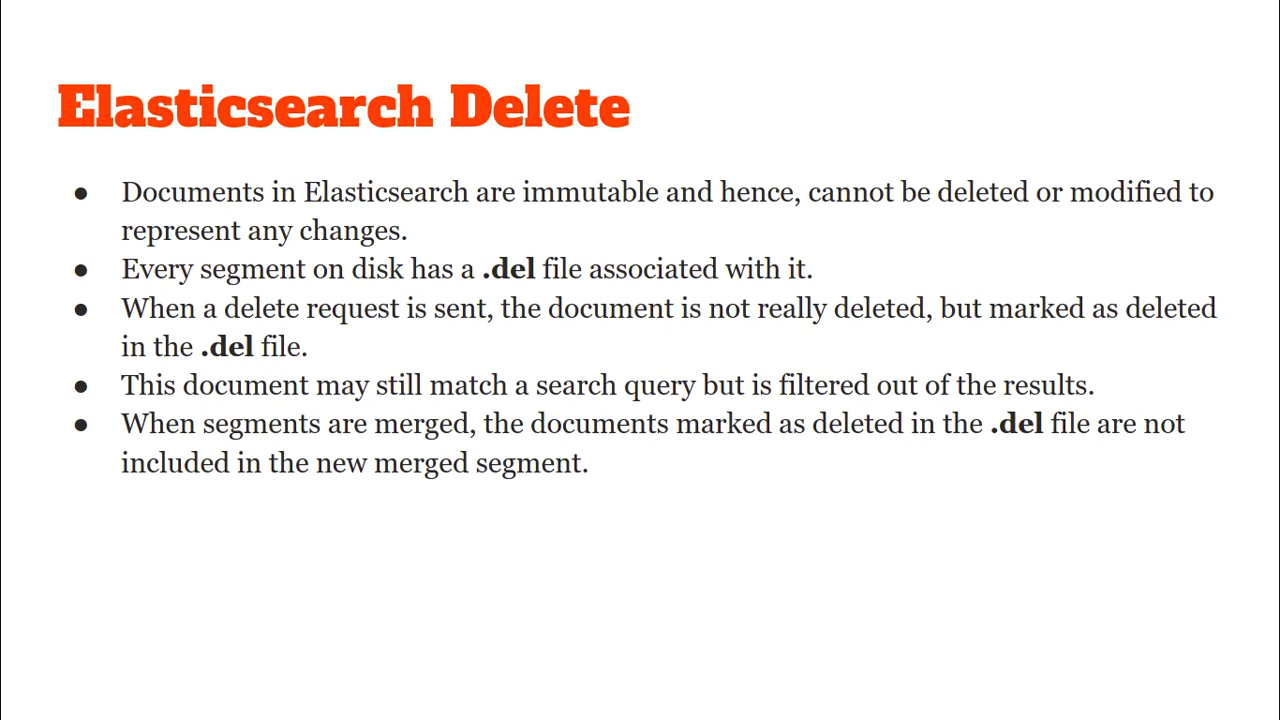 Elasticsearch Delete
● Documents in Elasticsearch are immutable and hence, cannot be deleted or modified to
represent any changes.
● Every segment on disk has a .del file associated with it.
● When a delete request is sent, the document is not really deleted, but marked as deleted
in the .del file.
● This document may still match a search query but is filtered out of the results.
● When segments are merged, the documents marked as deleted in the .del file are not
included in the new merged segment.